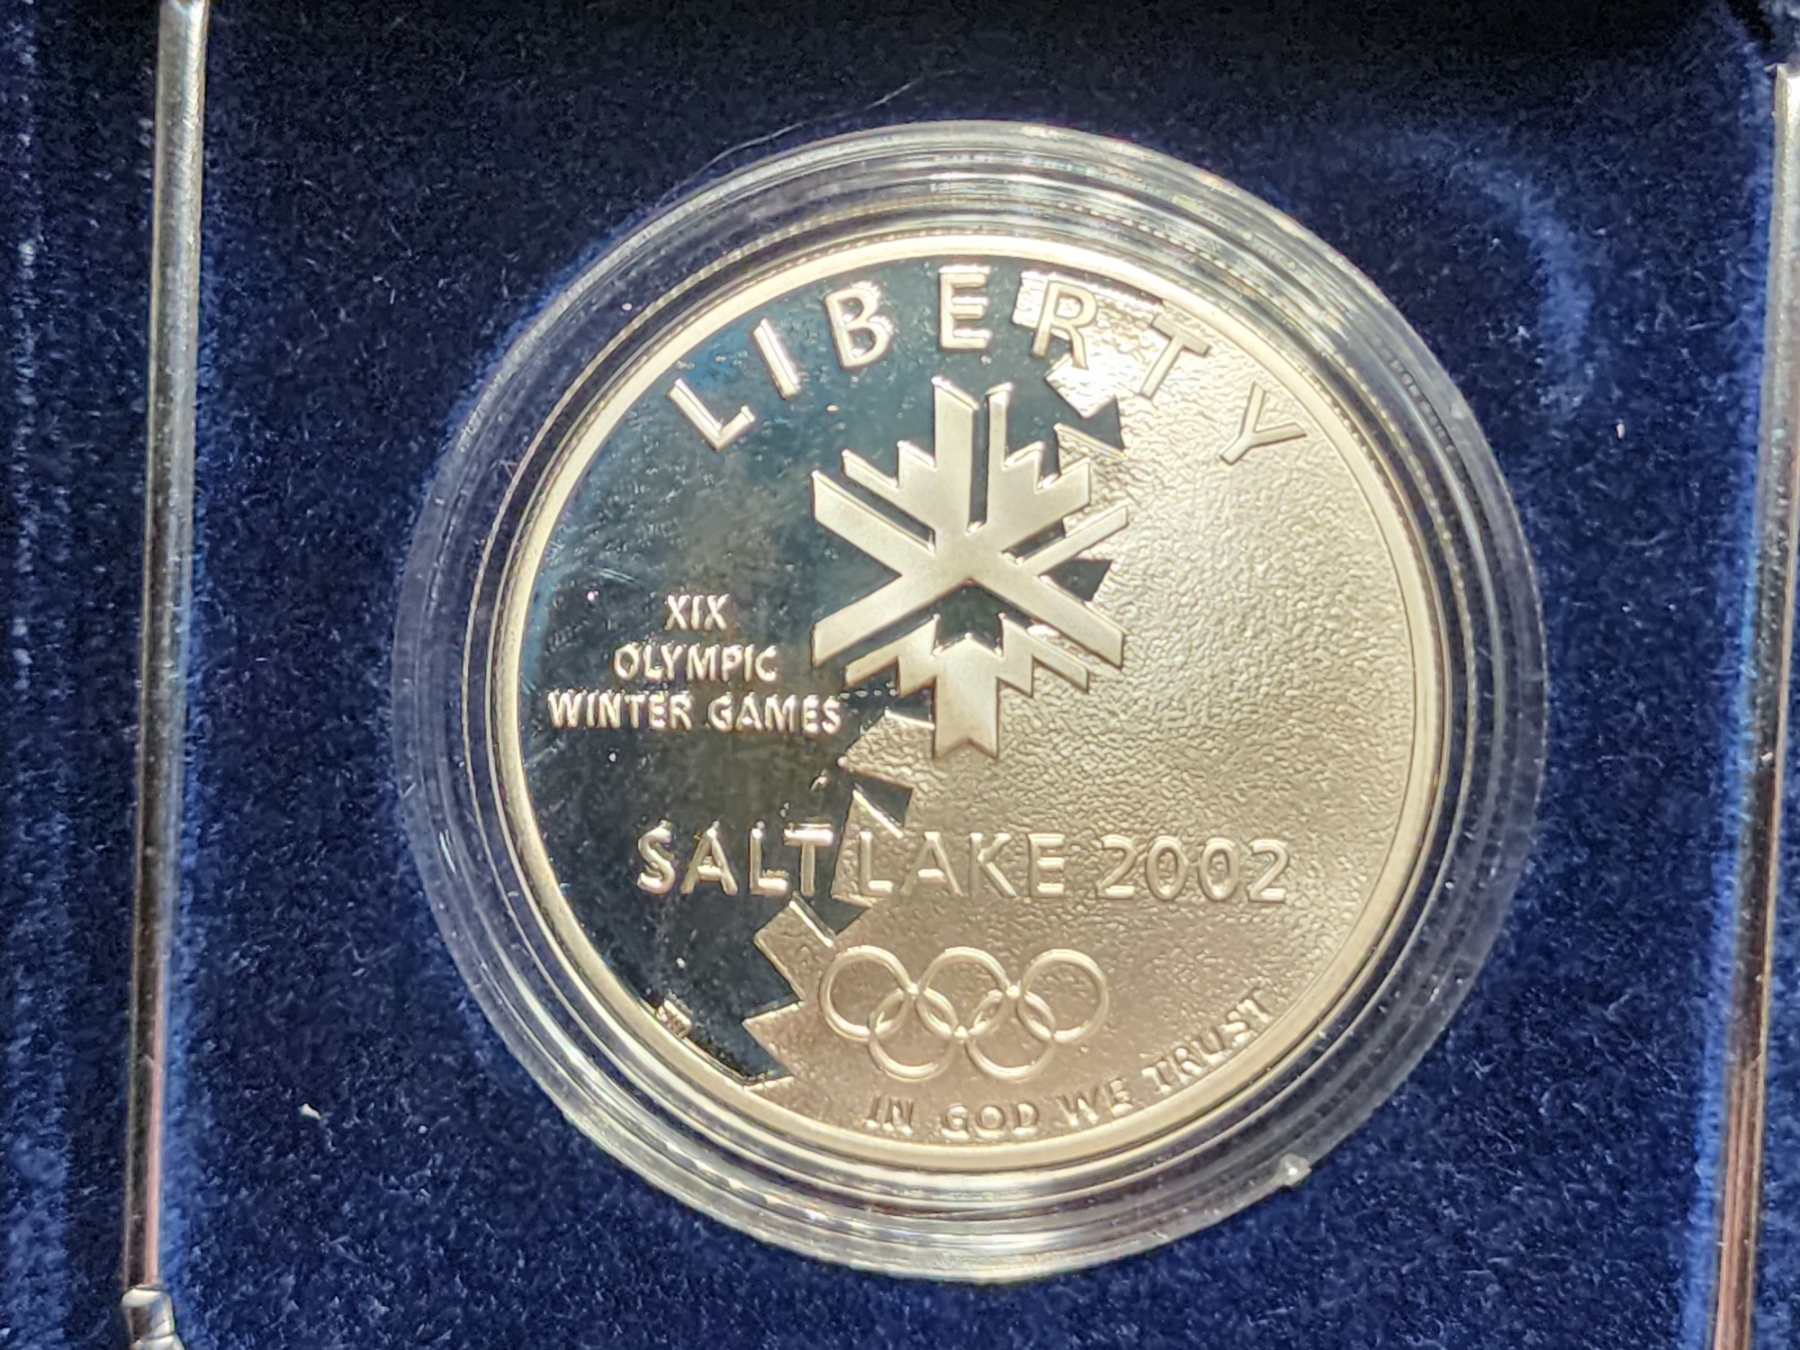 LIBERTY
XIX
OLYMPIC
WINTER GAMES
SALT LAKE 2002
IN GOD WE TRUST